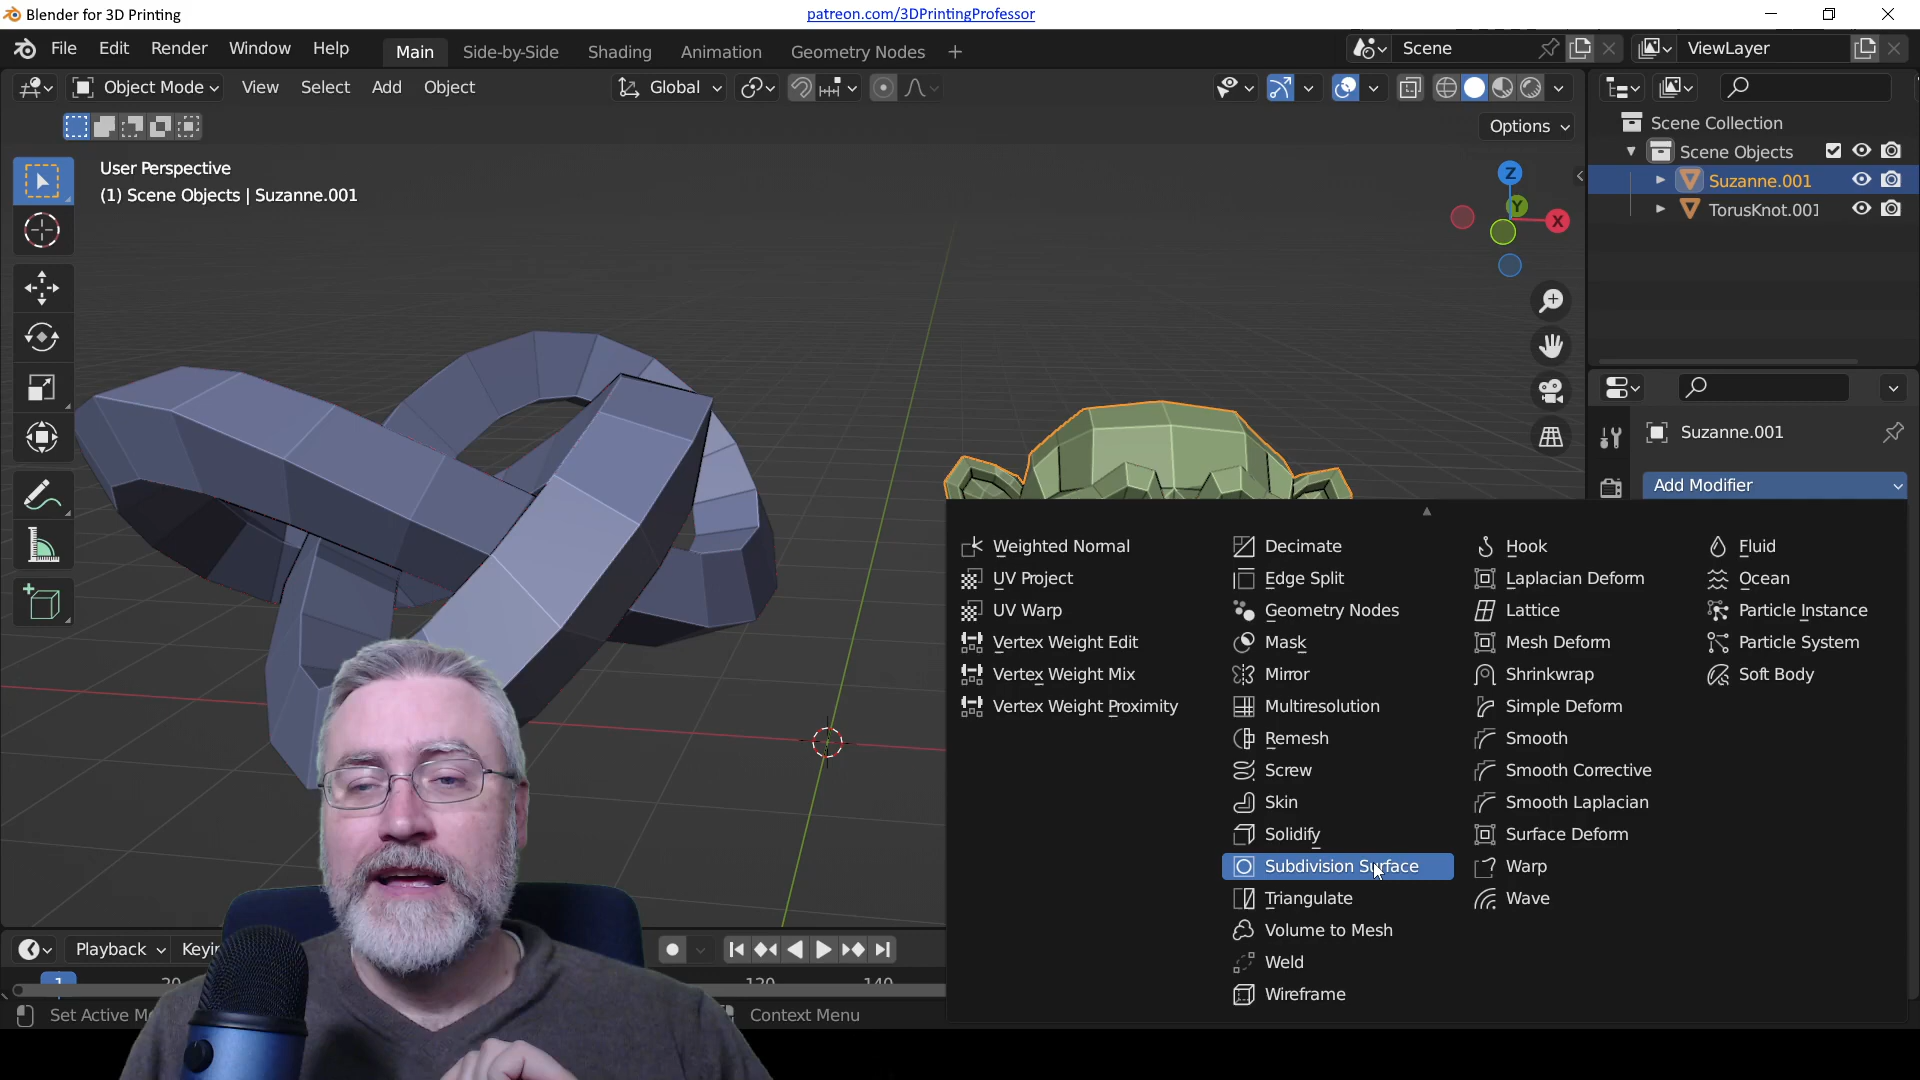 Blender for 3D Printing
patreon.com/3DPrintingProfessor
File Edit Render Window Help
Main Side-by-Side Shading Animation Geometry Nodes +
Scene
ViewLayer
Object Mode View Select Add Object
Global
Options
User Perspective
(1) Scene Objects | Suzanne.001
Z
Y
X
Scene Collection
Scene Objects
Suzanne.001
TorusKnot.001
Suzanne.001
Add Modifier
Weighted Normal
UV Project
UV Warp
Vertex Weight Edit
Vertex Weight Mix
Vertex Weight Proximity
Decimate
Edge Split
Geometry Nodes
Mask
Mirror
Multiresolution
Remesh
Screw
Skin
Solidify
Subdivision Surface
Triangulate
Volume to Mesh
Weld
Wireframe
Hook
Laplacian Deform
Lattice
Mesh Deform
Shrinkwrap
Simple Deform
Smooth
Smooth Corrective
Smooth Laplacian
Surface Deform
Warp
Wave
Fluid
Ocean
Particle Instance
Particle System
Soft Body
Playback
1 20 120 140
Set Active
Context Menu